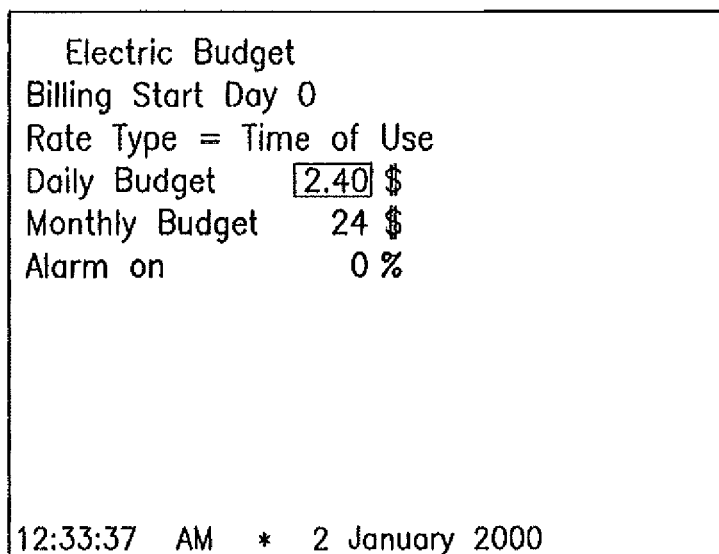 Electric Budget
Billing Start Day 0
Rate Type = Time of Use
Daily Budget 2.40 $
Monthly Budget 24 $
Alarm on 0 %
12:33:37 AM * 2 January 2000